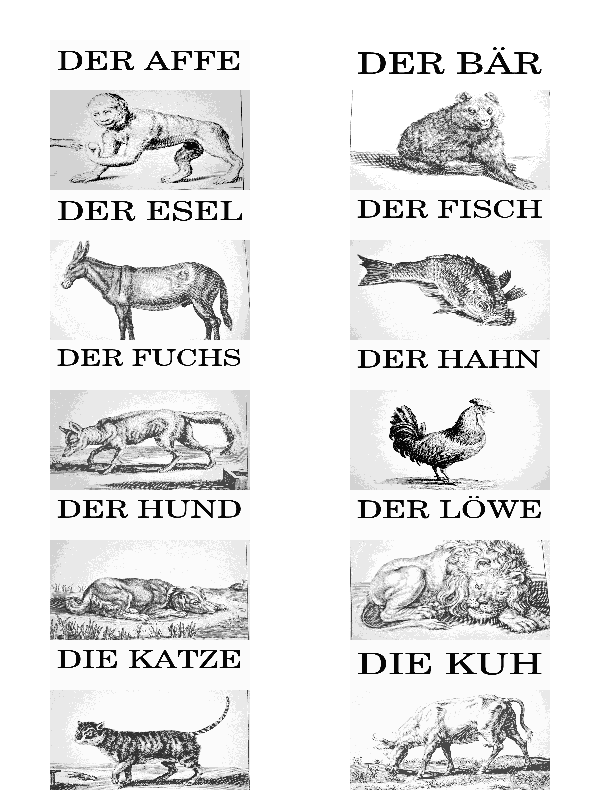 DER AFFE
DER BÄR
DER ESEL
DER FISCH
DER FUCHS
DER HAHN
DER HUND
DER LÖWE
DIE KATZE
DIE KUH